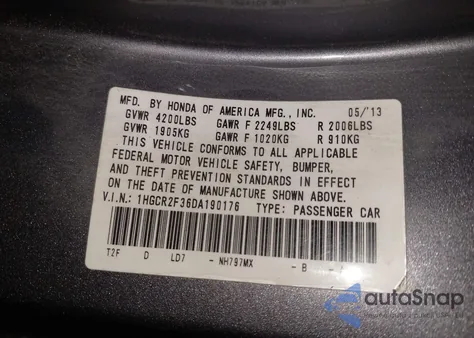 MFD. BY HONDA OF AMERICA MFG., INC. 05/'13
GVWR 4200LBS GAWR F 2249LBS R 2006LBS
GVWR 1905KG GAWR F 1020KG R 910KG
THIS VEHICLE CONFORMS TO ALL APPLICABLE
FEDERAL MOTOR VEHICLE SAFETY, BUMPER,
AND THEFT PREVENTION STANDARDS IN EFFECT
ON THE DATE OF MANUFACTURE SHOWN ABOVE.
V.I.N.: 1HGCR2F36DA190176 TYPE: PASSENGER CAR
T2F D LD7 - NH797MX - B -
autaSnap